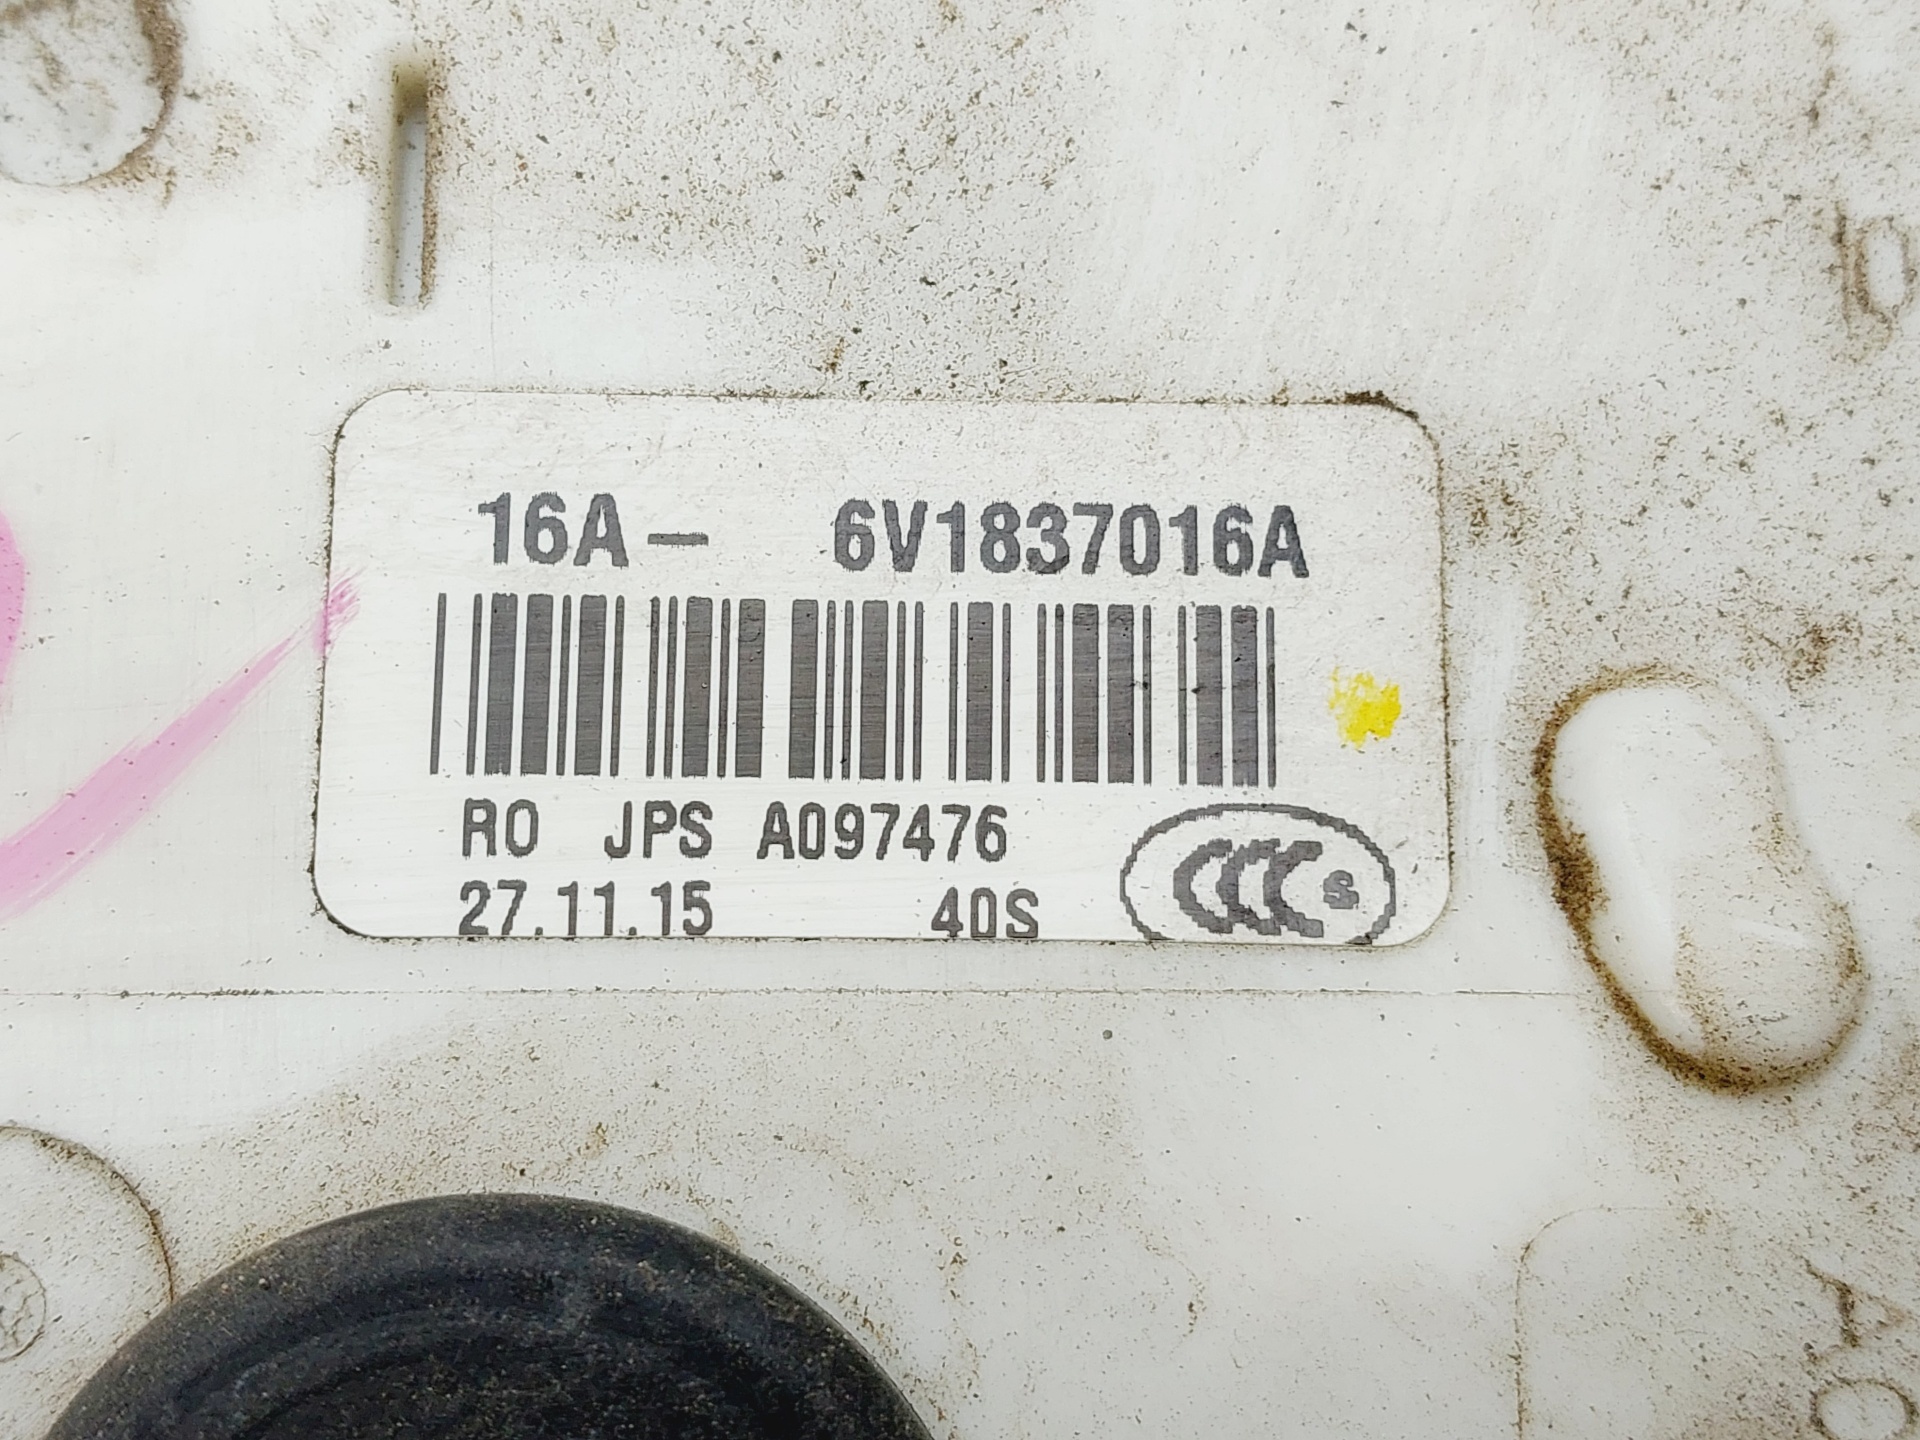 16A- 6V1837016A
RO JPS A097476
27.11.15 40S
CCC S